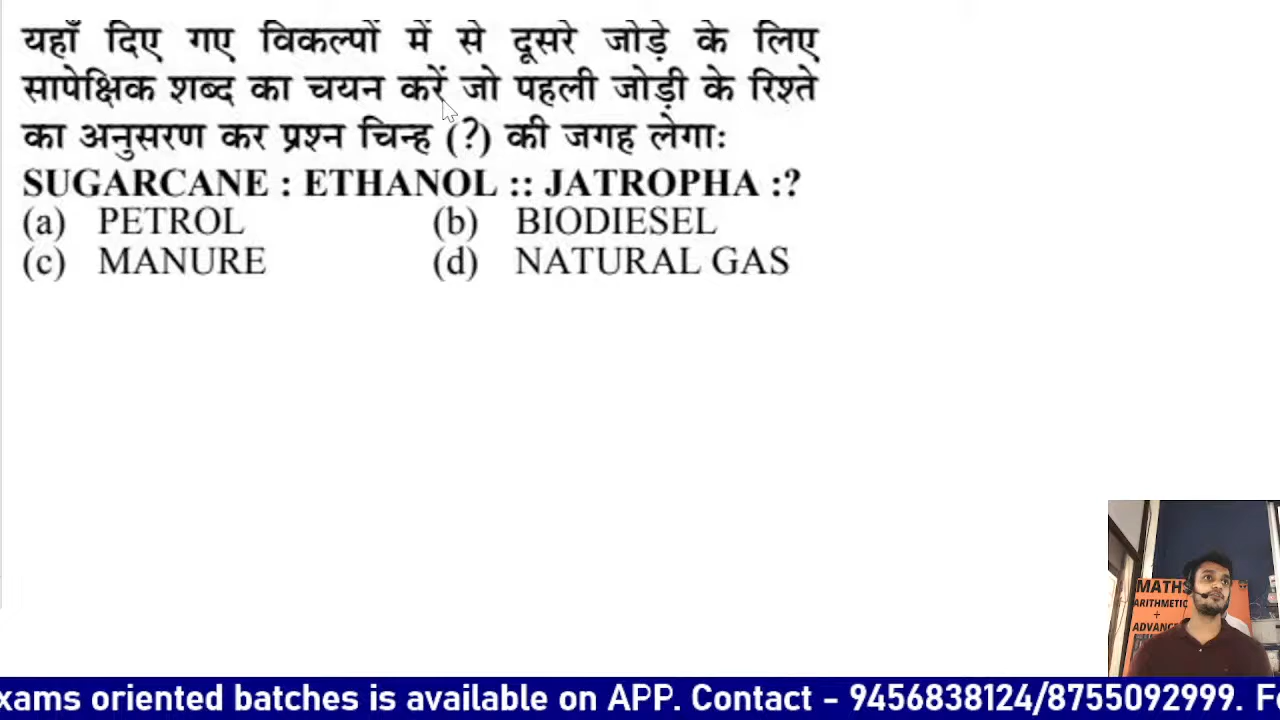 यहाँ दिए गए विकल्पों में से दूसरे जोड़े के लिए
सापेक्षिक शब्द का चयन करें जो पहली जोड़ी के रिश्ते
का अनुसरण कर प्रश्न चिन्ह (?) की जगह लेगाः
SUGARCANE : ETHANOL :: JATROPHA :?
(a) PETROL (b) BIODIESEL
(c) MANURE (d) NATURAL GAS
MATHS
ARITHMETIC
+
ADVANCE
xams oriented batches is available on APP. Contact - 9456838124/8755092999. F